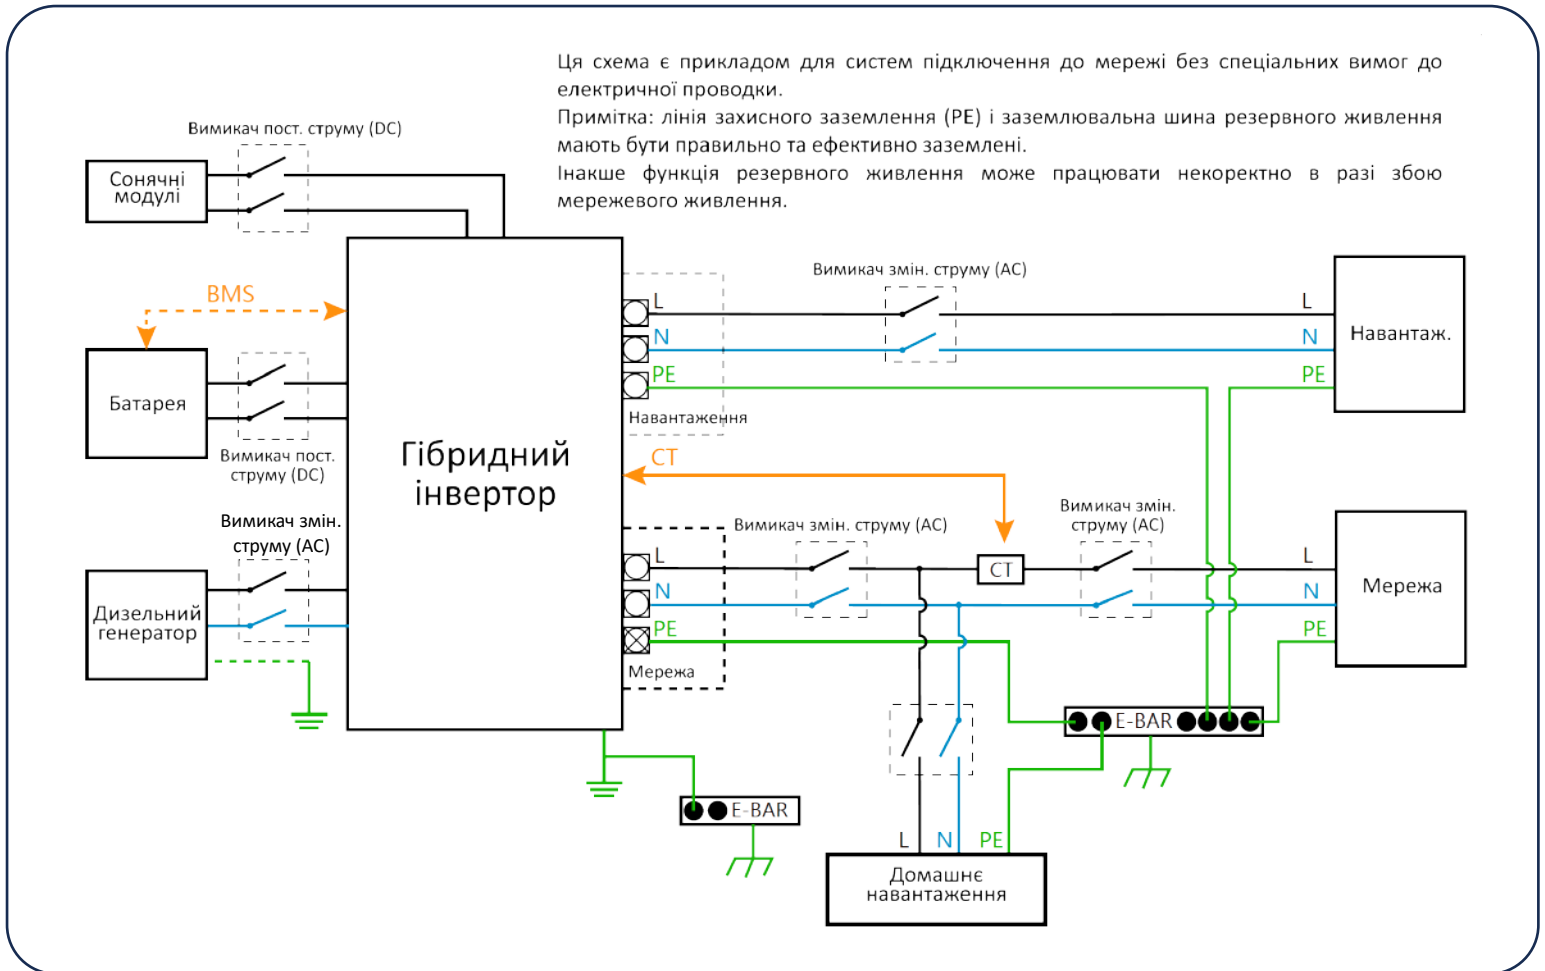 Ця схема є прикладом для систем підключення до мережі без спеціальних вимог до
електричної проводки.
Примітка: лінія захисного заземлення (PE) і заземлювальна шина резервного живлення
мають бути правильно та ефективно заземлені.
Інакше функція резервного живлення може працювати некоректно в разі збою
мережевого живлення.
Вимикач пост. струму (DC)
Сонячні
модулі
BMS
Батарея
Вимикач пост.
струму (DC)
Вимикач змін.
струму (AC)
Дизельний
генератор
Гібридний
інвертор
L
N
PE
Навантаження
Вимикач змін. струму (AC)
L
N
PE
Навантаж.
CT
L
N
PE
Мережа
Вимикач змін. струму (AC)
CT
Вимикач змін.
струму (AC)
L
N
PE
Мережа
E-BAR
E-BAR
L
N
PE
Домашнє
навантаження